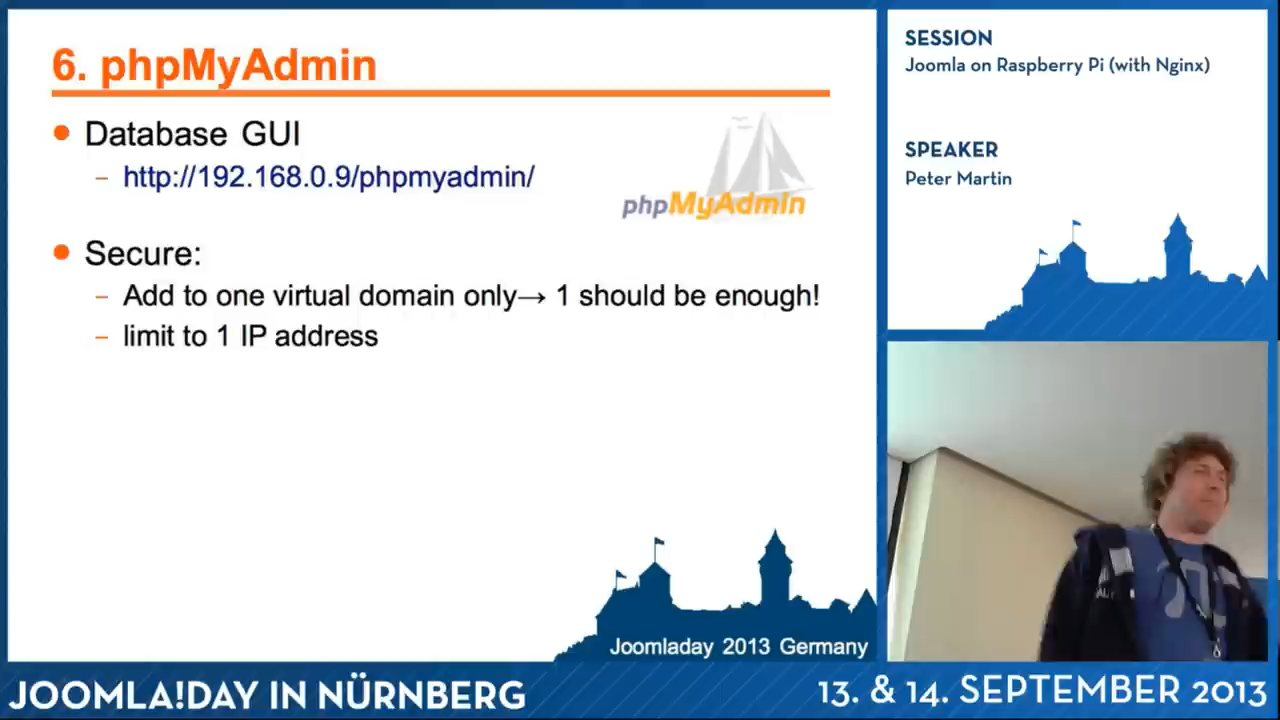 6. phpMyAdmin
Database GUI
– http://192.168.0.9/phpmyadmin/
phpMyAdmin
Secure:
– Add to one virtual domain only→ 1 should be enough!
– limit to 1 IP address
Joomladay 2013 Germany
SESSION
Joomla on Raspberry Pi (with Nginx)
SPEAKER
Peter Martin
JOOMLA!DAY IN NÜRNBERG
13. & 14. SEPTEMBER 2013